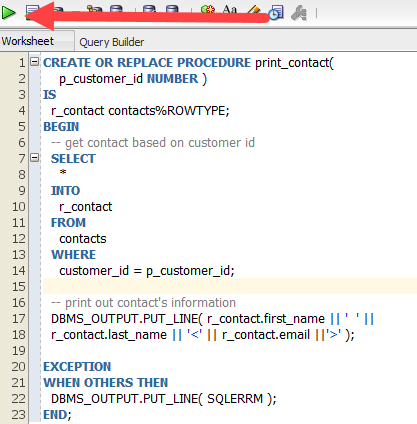 Aa
Worksheet Query Builder
1 CREATE OR REPLACE PROCEDURE print_contact(
2 p_customer_id NUMBER )
3 IS
4 r_contact contacts%ROWTYPE;
5 BEGIN
6 -- get contact based on customer id
7 SELECT
8 *
9 INTO
10 r_contact
11 FROM
12 contacts
13 WHERE
14 customer_id = p_customer_id;
15
16 -- print out contact's information
17 DBMS_OUTPUT.PUT_LINE( r_contact.first_name || ' ' ||
18 r_contact.last_name || '<' || r_contact.email ||'>' );
19
20 EXCEPTION
21 WHEN OTHERS THEN
22 DBMS_OUTPUT.PUT_LINE( SQLERRM );
23 END;